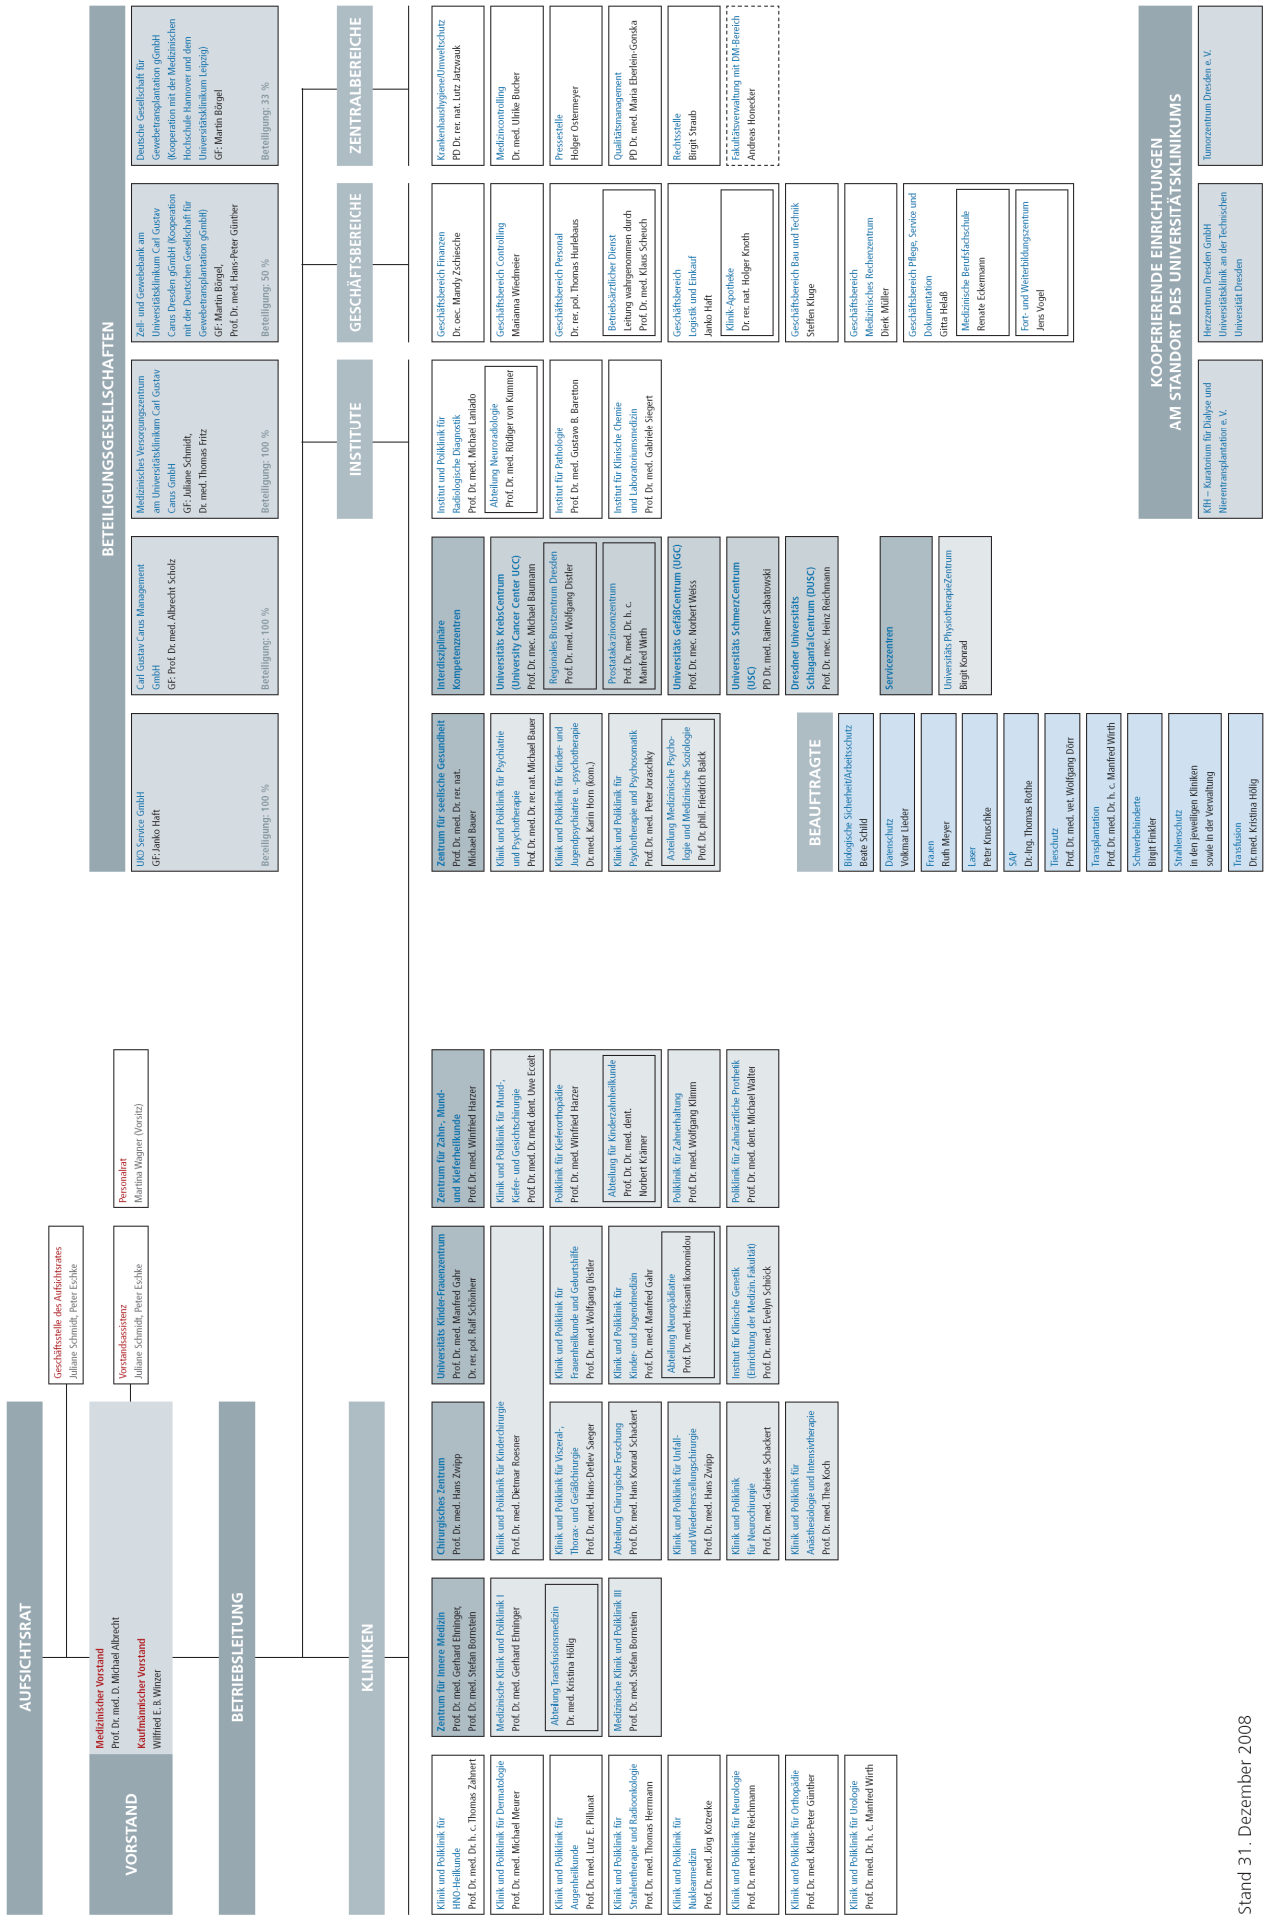 AUFSICHTSRAT
Geschäftsstelle des Aufsichtsrates
Juliane Schmidt, Peter Eschke
VORSTAND
Medizinischer Vorstand
Prof. Dr. med. D. Michael Albrecht
Kaufmännischer Vorstand
Wilfried E. B. Winzer
Vorstandsassistenz
Juliane Schmidt, Peter Eschke
Personalrat
Martina Wagner (Vorsitz)
BETRIEBSLEITUNG
BETEILIGUNGSGESELLSCHAFTEN
UKD Service GmbH
GF: Janko Haft
Beteiligung: 100 %
Carl Gustav Carus Management
GmbH
GF: Prof. Dr. med. Albrecht Scholz
Beteiligung: 100 %
Medizinisches Versorgungszentrum
am Universitätsklinikum Carl Gustav
Carus GmbH
GF: Juliane Schmidt,
Dr. med. Thomas Fritz
Beteiligung: 100 %
Zell- und Gewebebank am
Universitätsklinikum Carl Gustav
Carus Dresden gGmbH (Kooperation
mit der Deutschen Gesellschaft für
Gewebetransplantation gGmbH)
GF: Martin Börgel,
Prof. Dr. med. Hans-Peter Günther
Beteiligung: 50 %
Deutsche Gesellschaft für
Gewebetransplantation gGmbH
(Kooperation mit der Medizinischen
Hochschule Hannover und dem
Universitätsklinikum Leipzig)
GF: Martin Börgel
Beteiligung: 33 %
KLINIKEN
Klinik und Poliklinik für
HNO-Heilkunde
Prof. Dr. med. Dr. h. c. Thomas Zahnert
Klinik und Poliklinik für Dermatologie
Prof. Dr. med. Michael Meurer
Klinik und Poliklinik für
Augenheilkunde
Prof. Dr. med. Lutz E. Pillunat
Klinik und Poliklinik für
Strahlentherapie und Radioonkologie
Prof. Dr. med. Thomas Herrmann
Klinik und Poliklinik für
Nuklearmedizin
Prof. Dr. med. Jörg Kotzerke
Klinik und Poliklinik für Neurologie
Prof. Dr. med. Heinz Reichmann
Klinik und Poliklinik für Orthopädie
Prof. Dr. med. Klaus-Peter Günther
Klinik und Poliklinik für Urologie
Prof. Dr. med. Dr. h. c. Manfred Wirth
Zentrum für Innere Medizin
Prof. Dr. med. Gerhard Ehninger,
Prof. Dr. med. Stefan Bornstein
Medizinische Klinik und Poliklinik I
Prof. Dr. med. Gerhard Ehninger
Abteilung Transfusionsmedizin
Dr. med. Kristina Hölig
Medizinische Klinik und Poliklinik III
Prof. Dr. med. Stefan Bornstein
Chirurgisches Zentrum
Prof. Dr. med. Hans Zwipp
Klinik und Poliklinik für Kinderchirurgie
Prof. Dr. med. Dietmar Roesner
Klinik und Poliklinik für Viszeral-,
Thorax- und Gefäßchirurgie
Prof. Dr. med. Hans-Detlev Saeger
Abteilung Chirurgische Forschung
Prof. Dr. med. Hans Konrad Schackert
Klinik und Poliklinik für Unfall-
und Wiederherstellungschirurgie
Prof. Dr. med. Hans Zwipp
Klinik und Poliklinik
für Neurochirurgie
Prof. Dr. med. Gabriele Schackert
Klinik und Poliklinik für
Anästhesiologie und Intensivtherapie
Prof. Dr. med. Thea Koch
Universitäts Kinder-Frauenzentrum
Prof. Dr. med. Manfred Gahr
Dr. rer. pol. Ralf Schönherr
Klinik und Poliklinik für
Frauenheilkunde und Geburtshilfe
Prof. Dr. med. Wolfgang Distler
Klinik und Poliklinik für
Kinder- und Jugendmedizin
Prof. Dr. med. Manfred Gahr
Abteilung Neuropädiatrie
Prof. Dr. med. Hrissanti Ikonomidou
Institut für Klinische Genetik
(Einrichtung der Medizin. Fakultät)
Prof. Dr. med. Evelyn Schröck
Zentrum für Zahn-, Mund-
und Kieferheilkunde
Prof. Dr. med. Winfried Harzer
Klinik und Poliklinik für Mund-,
Kiefer- und Gesichtschirurgie
Prof. Dr. med. Dr. med. dent. Uwe Eckelt
Poliklinik für Kieferorthopädie
Prof. Dr. med. Winfried Harzer
Abteilung für Kinderzahnheilkunde
Prof. Dr. Dr. med. dent.
Norbert Krämer
Poliklinik für Zahnerhaltung
Prof. Dr. med. Wolfgang Klimm
Poliklinik für Zahnärztliche Prothetik
Prof. Dr. med. dent. Michael Walter
Zentrum für seelische Gesundheit
Prof. Dr. med. Dr. rer. nat.
Michael Bauer
Klinik und Poliklinik für Psychiatrie
und Psychotherapie
Prof. Dr. med. Dr. rer. nat. Michael Bauer
Klinik und Poliklinik für Kinder- und
Jugendpsychiatrie u. -psychotherapie
Dr. med. Karin Horn (kom.)
Klinik und Poliklinik für
Psychotherapie und Psychosomatik
Prof. Dr. med. Peter Joraschky
Abteilung Medizinische Psycho-
logie und Medizinische Soziologie
Prof. Dr. phil. Friedrich Balck
Interdisziplinäre
Kompetenzzentren
Universitäts KrebsCentrum
(University Cancer Center UCC)
Prof. Dr. mec. Michael Baumann
Regionales Brustzentrum Dresden
Prof. Dr. med. Wolfgang Distler
Prostatakarzinomzentrum
Prof. Dr. med. Dr. h. c.
Manfred Wirth
Universitäts GefäßCentrum (UGC)
Prof. Dr. mec. Norbert Weiss
Universitäts SchmerzCentrum
(USC)
PD Dr. med. Rainer Sabatowski
Dresdner Universitäts
SchlaganfallCentrum (DUSC)
Prof. Dr. mec. Heinz Reichmann
Servicezentren
Universitäts PhysiotherapieZentrum
Birgit Konrad
INSTITUTE
Institut und Poliklinik für
Radiologische Diagnostik
Prof. Dr. med. Michael Laniado
Abteilung Neuroradiologie
Prof. Dr. med. Rüdiger von Kummer
Institut für Pathologie
Prof. Dr. med. Gustavo B. Baretton
Institut für Klinische Chemie
und Laboratoriumsmedizin
Prof. Dr. med. Gabriele Siegert
GESCHÄFTSBEREICHE
Geschäftsbereich Finanzen
Dr. oec. Mandy Zschiesche
Geschäftsbereich Controlling
Marianna Wiedmeier
Geschäftsbereich Personal
Dr. rer. pol. Thomas Hurlebaus
Betriebsärztlicher Dienst
Leitung wahrgenommen durch
Prof. Dr. med. Klaus Scheuch
Geschäftsbereich
Logistik und Einkauf
Janko Haft
Klinik-Apotheke
Dr. rer. nat. Holger Knoth
Geschäftsbereich Bau und Technik
Steffen Kluge
Geschäftsbereich
Medizinisches Rechenzentrum
Dierk Müller
Geschäftsbereich Pflege, Service und
Dokumentation
Gitta Helaß
Medizinische Berufsfachschule
Renate Eckermann
Fort- und Weiterbildungszentrum
Jens Vogel
ZENTRALBEREICHE
Krankenhaushygiene/Umweltschutz
PD Dr. rer. nat. Lutz Jatzwauk
Medizincontrolling
Dr. med. Ulrike Bucher
Pressestelle
Holger Ostermeyer
Qualitätsmanagement
PD Dr. med. Maria Eberlein-Gonska
Rechtsstelle
Birgit Straub
Fakultätsverwaltung mit DM-Bereich
Andreas Honecker
BEAUFTRAGTE
Biologische Sicherheit/Arbeitsschutz
Beate Schild
Datenschutz
Volkmar Lieder
Frauen
Ruth Meyer
Laser
Peter Knuschke
SAP
Dr.-Ing. Thomas Rothe
Tierschutz
Prof. Dr. med. vet. Wolfgang Dörr
Transplantation
Prof. Dr. med. Dr. h. c. Manfred Wirth
Schwerbehinderte
Birgit Finkler
Strahlenschutz
in den jeweiligen Kliniken
sowie in der Verwaltung
Transfusion
Dr. med. Kristina Hölig
KOOPERIERENDE EINRICHTUNGEN
AM STANDORT DES UNIVERSITÄTSKLINIKUMS
KfH – Kuratorium für Dialyse und
Nierentransplantation e. V.
Herzzentrum Dresden GmbH
Universitätsklinik an der Technischen
Universität Dresden
Tumorzentrum Dresden e. V.
Stand 31. Dezember 2008